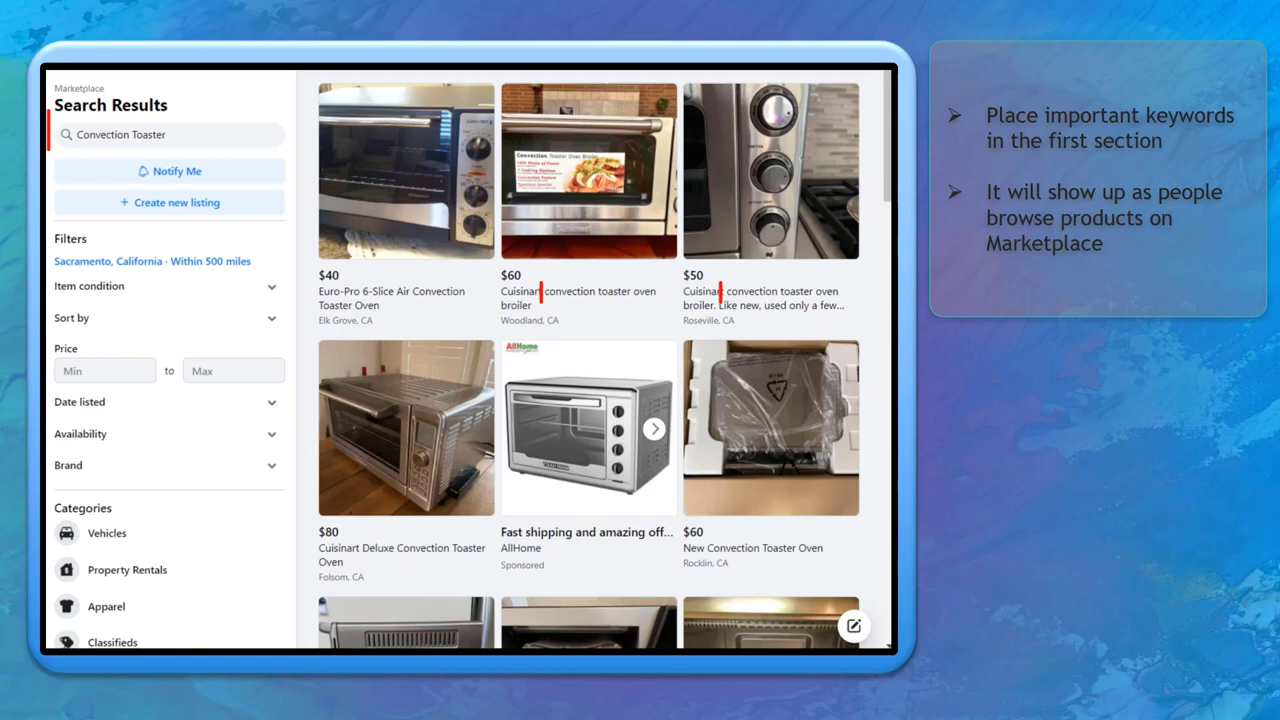 Marketplace
Search Results
Convection Toaster
Notify Me
+ Create new listing
Filters
Sacramento, California · Within 500 miles
Item condition
Sort by
Price
Min to Max
Date listed
Availability
Brand
Categories
Vehicles
Property Rentals
Apparel
Classifieds
Convection Toaster Oven Broiler
$40
Euro-Pro 6-Slice Air Convection
Toaster Oven
Elk Grove, CA
$60
Cuisinart convection toaster oven
broiler
Woodland, CA
$50
Cuisinart convection toaster oven
broiler. Like new, used only a few...
Roseville, CA
AllHome
$80
Cuisinart Deluxe Convection Toaster
Oven
Folsom, CA
Fast shipping and amazing off...
AllHome
Sponsored
$60
New Convection Toaster Oven
Rocklin, CA
Place important keywords
in the first section
It will show up as people
browse products on
Marketplace